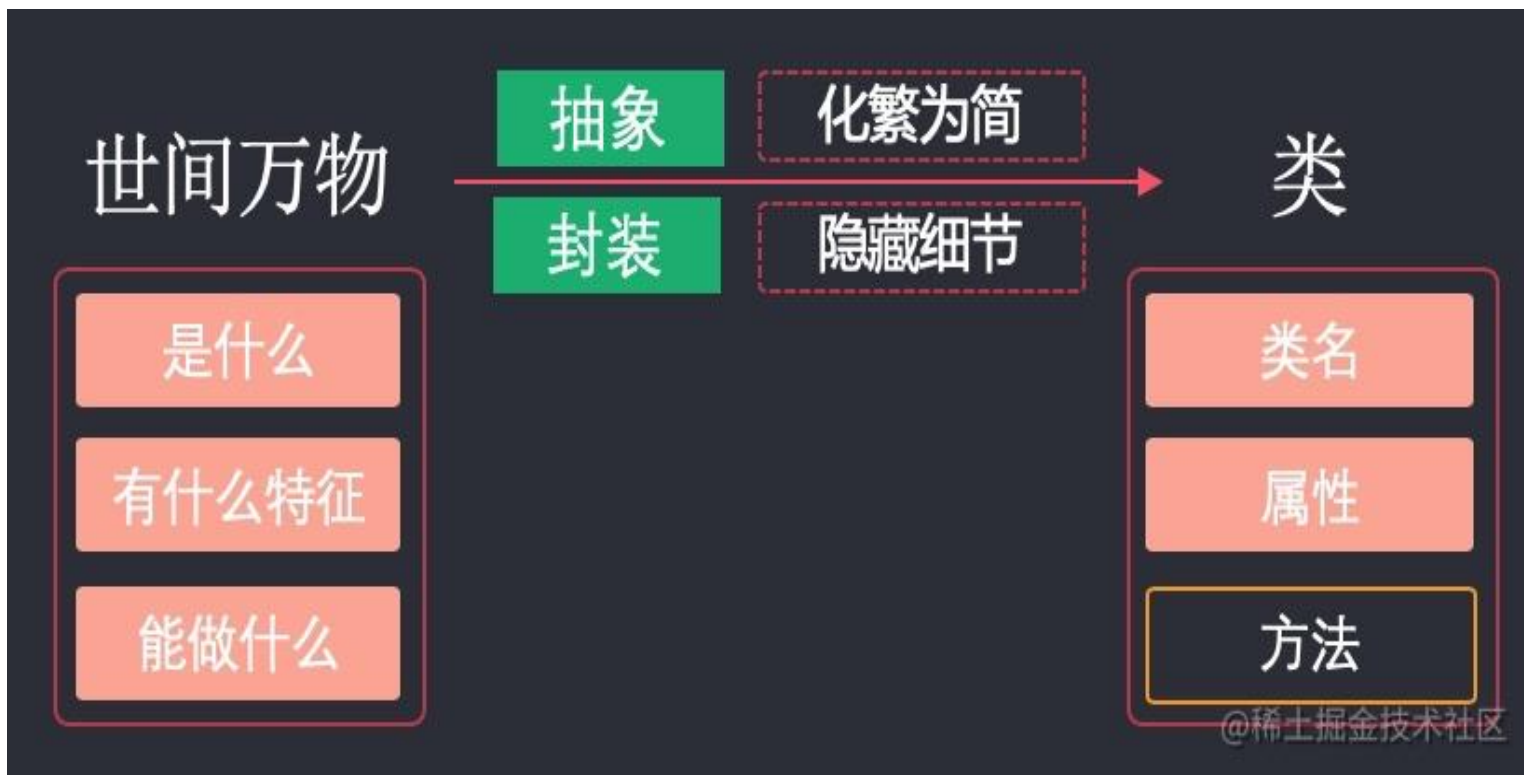 世间万物
抽象
化繁为简
封装
隐藏细节
类
是什么
有什么特征
能做什么
类名
属性
方法
@稀土掘金技术社区